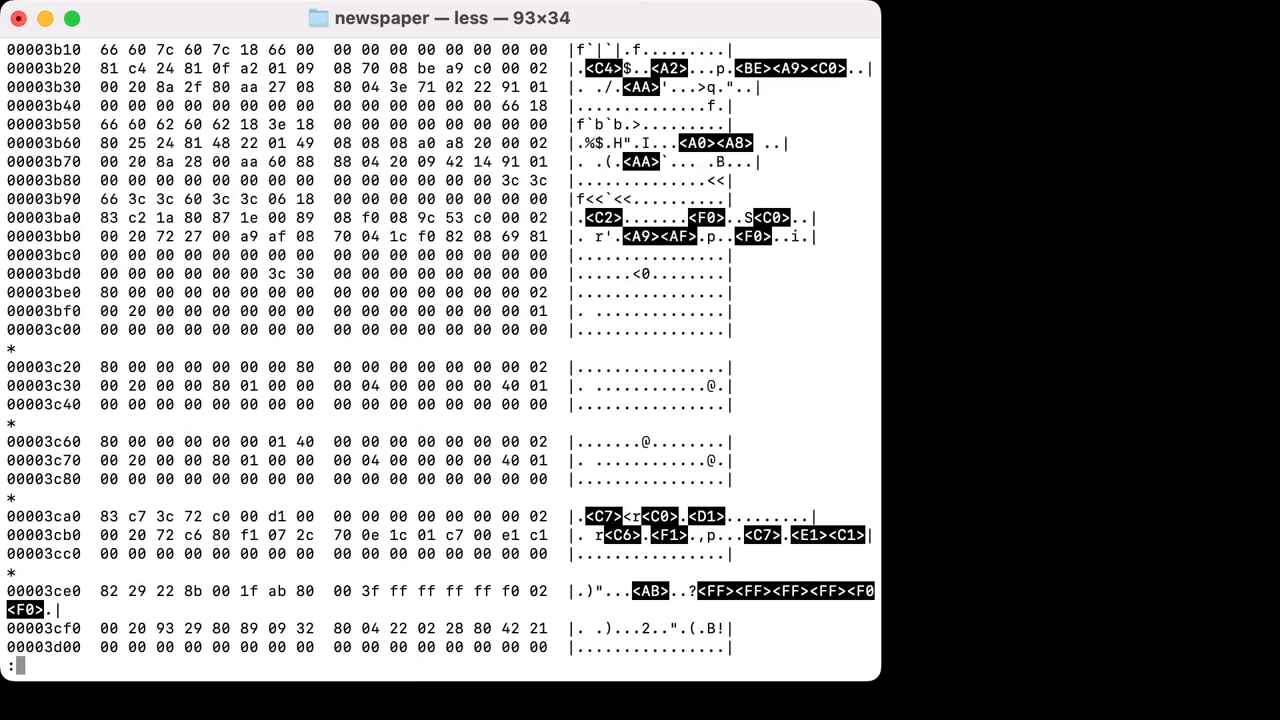 newspaper — less — 93×34
00003b10  66 60 7c 60 7c 18 66 00  00 00 00 00 00 00 00 00  |f`|`|.f.........|
00003b20  81 c4 24 81 0f a2 01 09  08 70 08 be a9 c0 00 02  |.<C4>$..<A2>...p.<BE><A9><C0>..|
00003b30  00 20 8a 2f 80 aa 27 08  80 04 3e 71 02 22 91 01  |. ./.<AA>'...>q."..|
00003b40  00 00 00 00 00 00 00 00  00 00 00 00 00 00 66 18  |..............f.|
00003b50  66 60 62 60 62 18 3e 18  00 00 00 00 00 00 00 00  |f`b`b.>.........|
00003b60  80 25 24 81 48 22 01 49  08 08 08 a0 a8 20 00 02  |.%$.H".I...<A0><A8> ..|
00003b70  00 20 8a 28 00 aa 60 88  88 04 20 09 42 14 91 01  |. .(.<AA>`... .B...|
00003b80  00 00 00 00 00 00 00 00  00 00 00 00 00 00 3c 3c  |..............<<|
00003b90  66 3c 3c 60 3c 3c 06 18  00 00 00 00 00 00 00 00  |f<<`<<..........|
00003ba0  83 c2 1a 80 87 1e 00 89  08 f0 08 9c 53 c0 00 02  |.<C2>.......<F0>..S<C0>..|
00003bb0  00 20 72 27 00 a9 af 08  70 04 1c f0 82 08 69 81  |. r'.<A9><AF>.p..<F0>..i.|
00003bc0  00 00 00 00 00 00 00 00  00 00 00 00 00 00 00 00  |................|
00003bd0  00 00 00 00 00 00 3c 30  00 00 00 00 00 00 00 00  |......<0........|
00003be0  80 00 00 00 00 00 00 00  00 00 00 00 00 00 00 02  |................|
00003bf0  00 20 00 00 00 00 00 00  00 00 00 00 00 00 00 01  |. ..............|
00003c00  00 00 00 00 00 00 00 00  00 00 00 00 00 00 00 00  |................|
*
00003c20  80 00 00 00 00 00 00 80  00 00 00 00 00 00 00 02  |................|
00003c30  00 20 00 00 80 01 00 00  00 04 00 00 00 00 40 01  |. ............@.|
00003c40  00 00 00 00 00 00 00 00  00 00 00 00 00 00 00 00  |................|
*
00003c60  80 00 00 00 00 00 01 40  00 00 00 00 00 00 00 02  |.......@........|
00003c70  00 20 00 00 80 01 00 00  00 04 00 00 00 00 40 01  |. ............@.|
00003c80  00 00 00 00 00 00 00 00  00 00 00 00 00 00 00 00  |................|
*
00003ca0  83 c7 3c 72 c0 00 d1 00  00 00 00 00 00 00 00 02  |.<C7><r<C0>.<D1>.........|
00003cb0  00 20 72 c6 80 f1 07 2c  70 0e 1c 01 c7 00 e1 c1  |. r<C6>.<F1>.,p...<C7>.<E1><C1>|
00003cc0  00 00 00 00 00 00 00 00  00 00 00 00 00 00 00 00  |................|
*
00003ce0  82 29 22 8b 00 1f ab 80  00 3f ff ff ff ff f0 02  |.)"...<AB>..?<FF><FF><FF><FF><F0
<F0>.|
00003cf0  00 20 93 29 80 89 09 32  80 04 22 02 28 80 42 21  |. .)...2..".(.B!|
00003d00  00 00 00 00 00 00 00 00  00 00 00 00 00 00 00 00  |................|
: